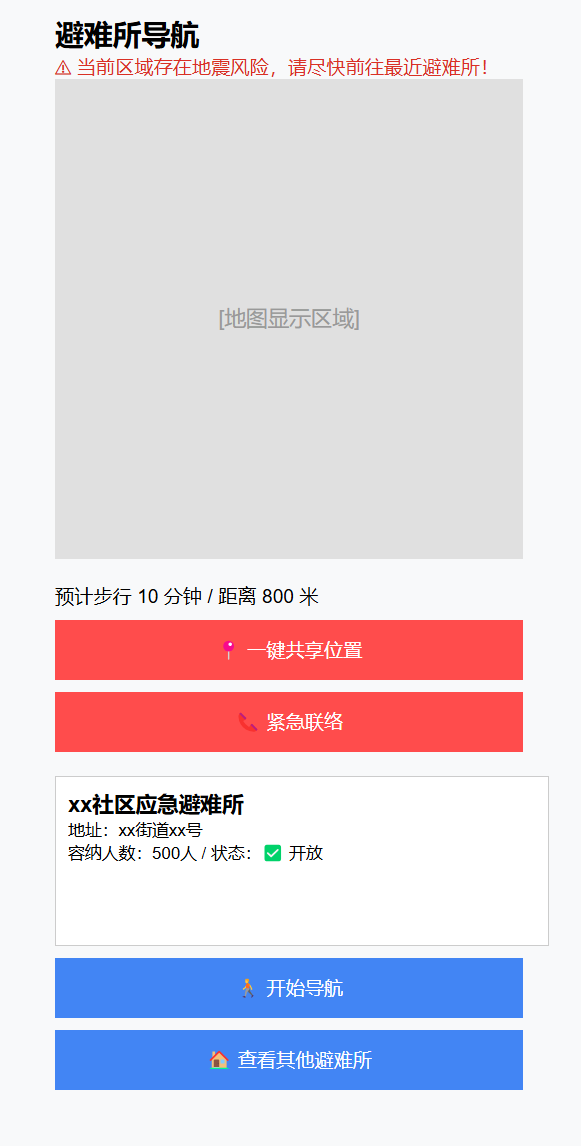 避难所导航
⚠ 当前区域存在地震风险，请尽快前往最近避难所！
[地图显示区域]
预计步行 10 分钟 / 距离 800 米
📍 一键共享位置
📞 紧急联络
xx社区应急避难所
地址：xx街道xx号
容纳人数：500人 / 状态：✅ 开放
🚶 开始导航
🏠 查看其他避难所